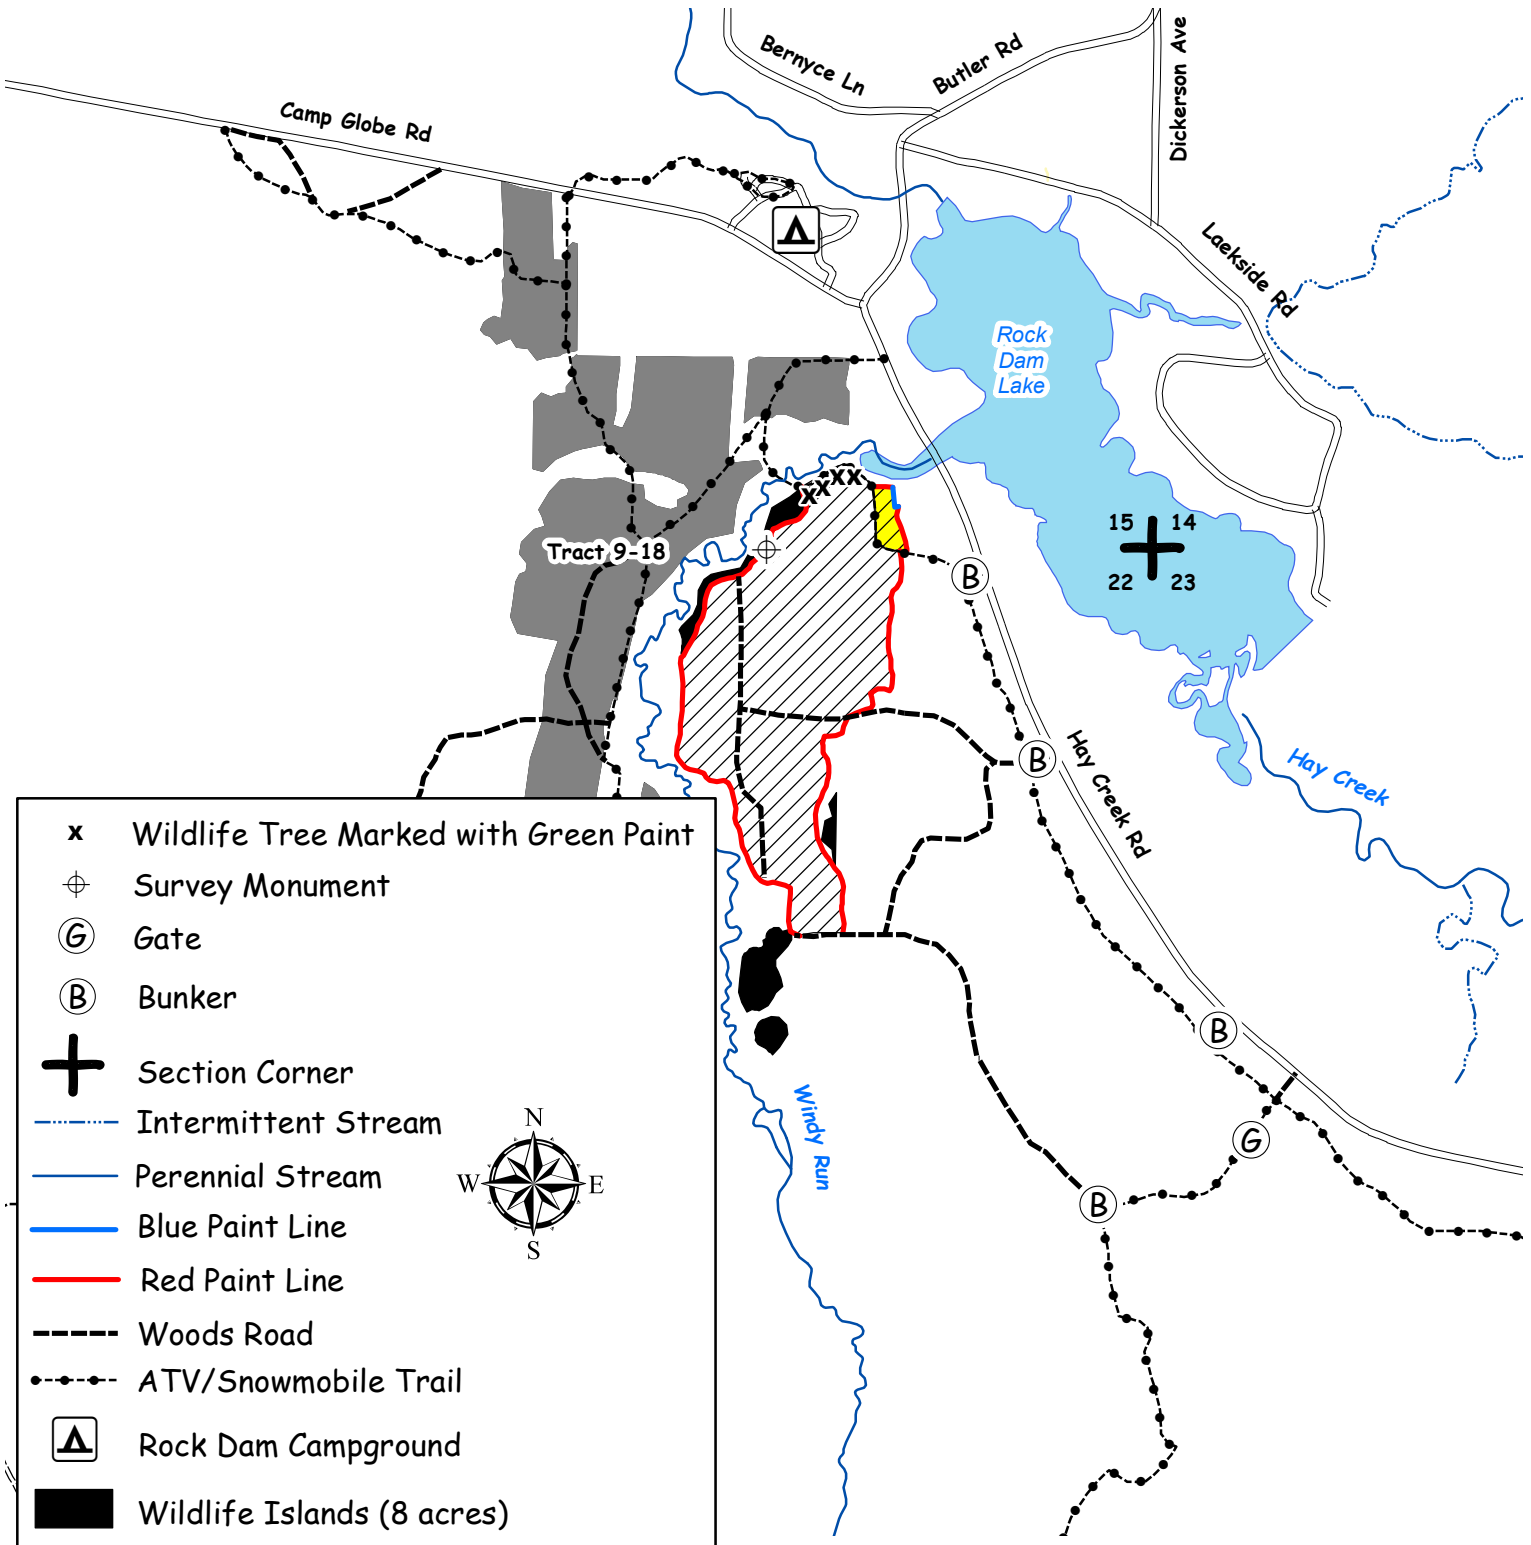 Bernyce Ln
Butler Rd
Dickerson Ave
Camp Globe Rd
Laekside Rd
Rock
Dam
Lake
15 14
22 23
Tract 9-18
x x x x
B
B
Hay Creek Rd
Hay Creek
B
G
B
Windy Run
x Wildlife Tree Marked with Green Paint
Survey Monument
G Gate
B Bunker
Section Corner
Intermittent Stream
Perennial Stream
Blue Paint Line
Red Paint Line
Woods Road
ATV/Snowmobile Trail
Rock Dam Campground
Wildlife Islands (8 acres)
N
W E
S